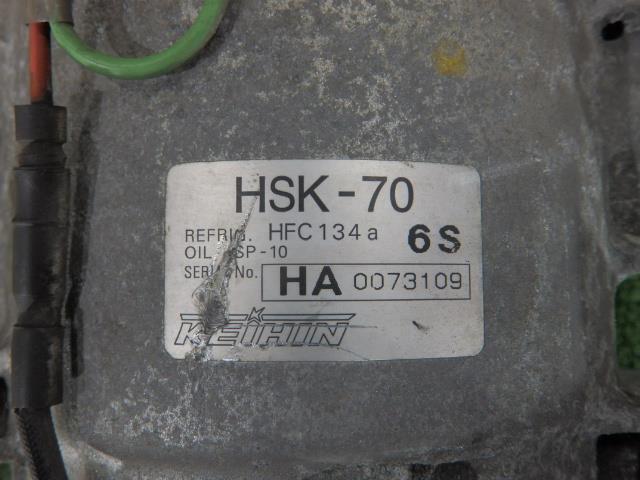 HSK-70
REFRIG. HFC134a 6S
OIL SP-10
SERIAL No. HA 0073109
KEIHIN